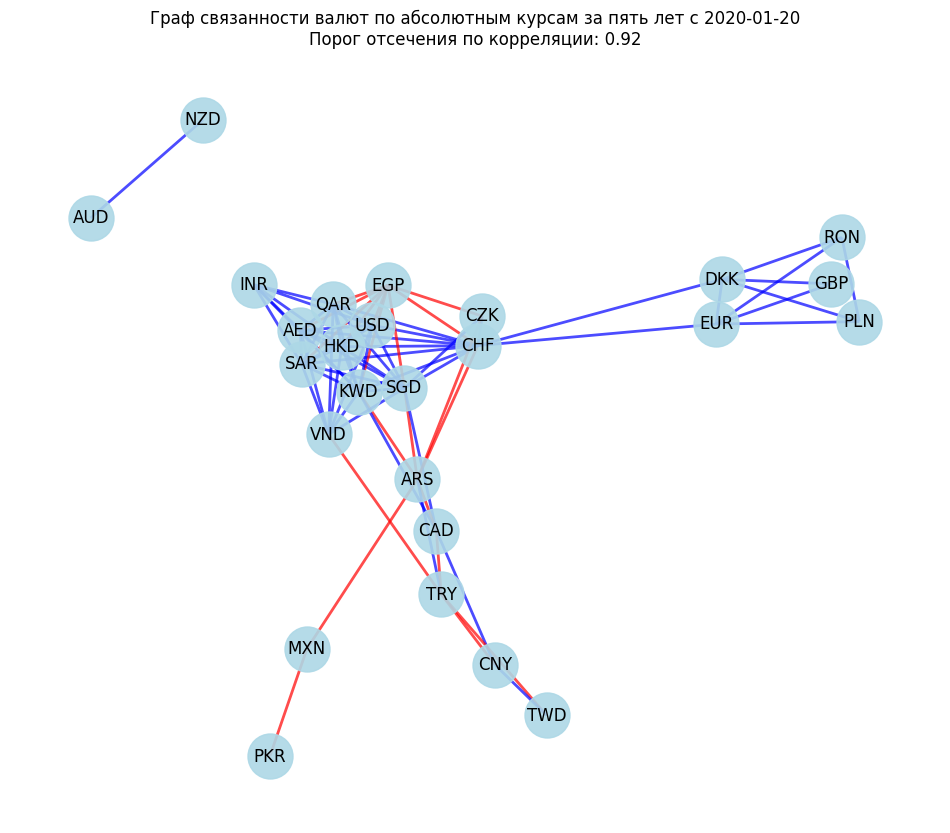 Граф связанности валют по абсолютным курсам за пять лет с 2020-01-20
Порог отсечения по корреляции: 0.92
NZD
AUD
RON
DKK
GBP
INR
EGP
QAR
CZK
EUR
PLN
AED
USD
HKD
CHF
SAR
KWD
SGD
VND
ARS
CAD
TRY
MXN
CNY
TWD
PKR